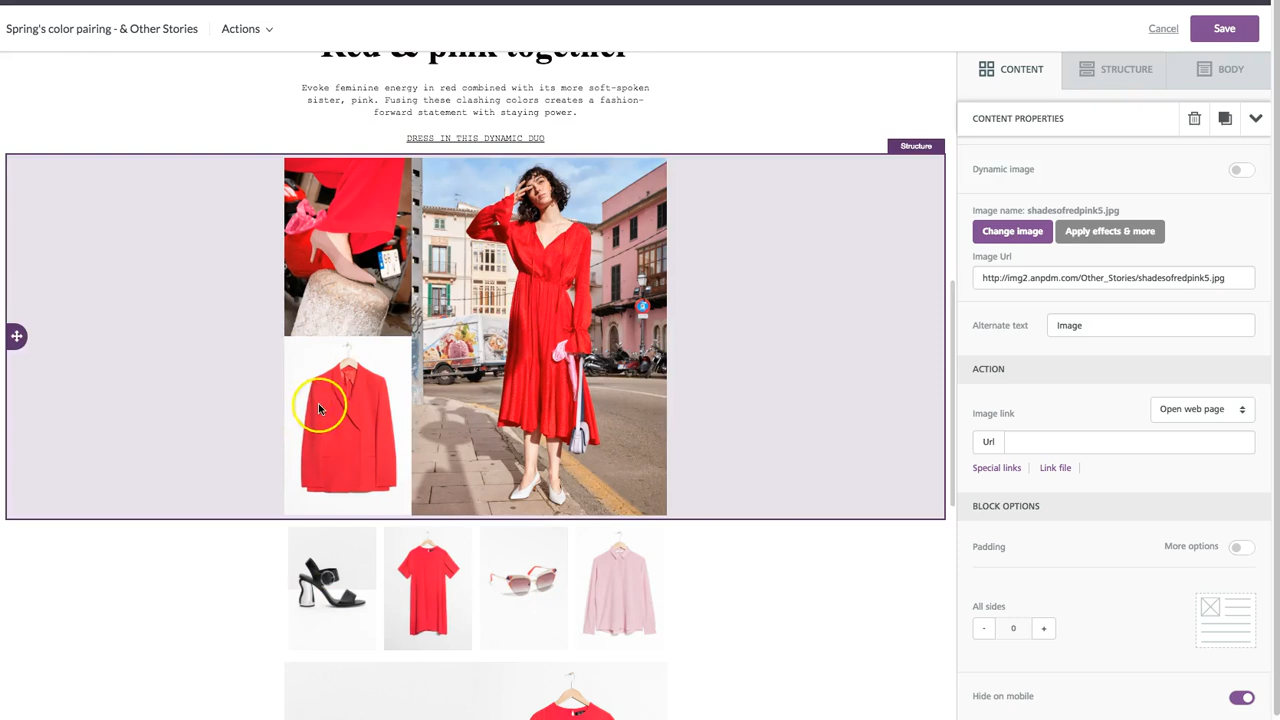 Spring's color pairing - & Other Stories
Actions
Cancel
Save
Red & pink together
Evoke feminine energy in red combined with its more soft-spoken
sister, pink. Fusing these clashing colors creates a fashion-
forward statement with staying power.
DRESS IN THIS DYNAMIC DUO
Structure
CONTENT
STRUCTURE
BODY
CONTENT PROPERTIES
Dynamic image
Image name: shadesofredpink5.jpg
Change image
Apply effects & more
Image Url
http://img2.anpdm.com/Other_Stories/shadesofredpink5.jpg
Alternate text
Image
ACTION
Image link
Open web page
Url
Special links
Link file
BLOCK OPTIONS
Padding
More options
All sides
- 0 +
Hide on mobile